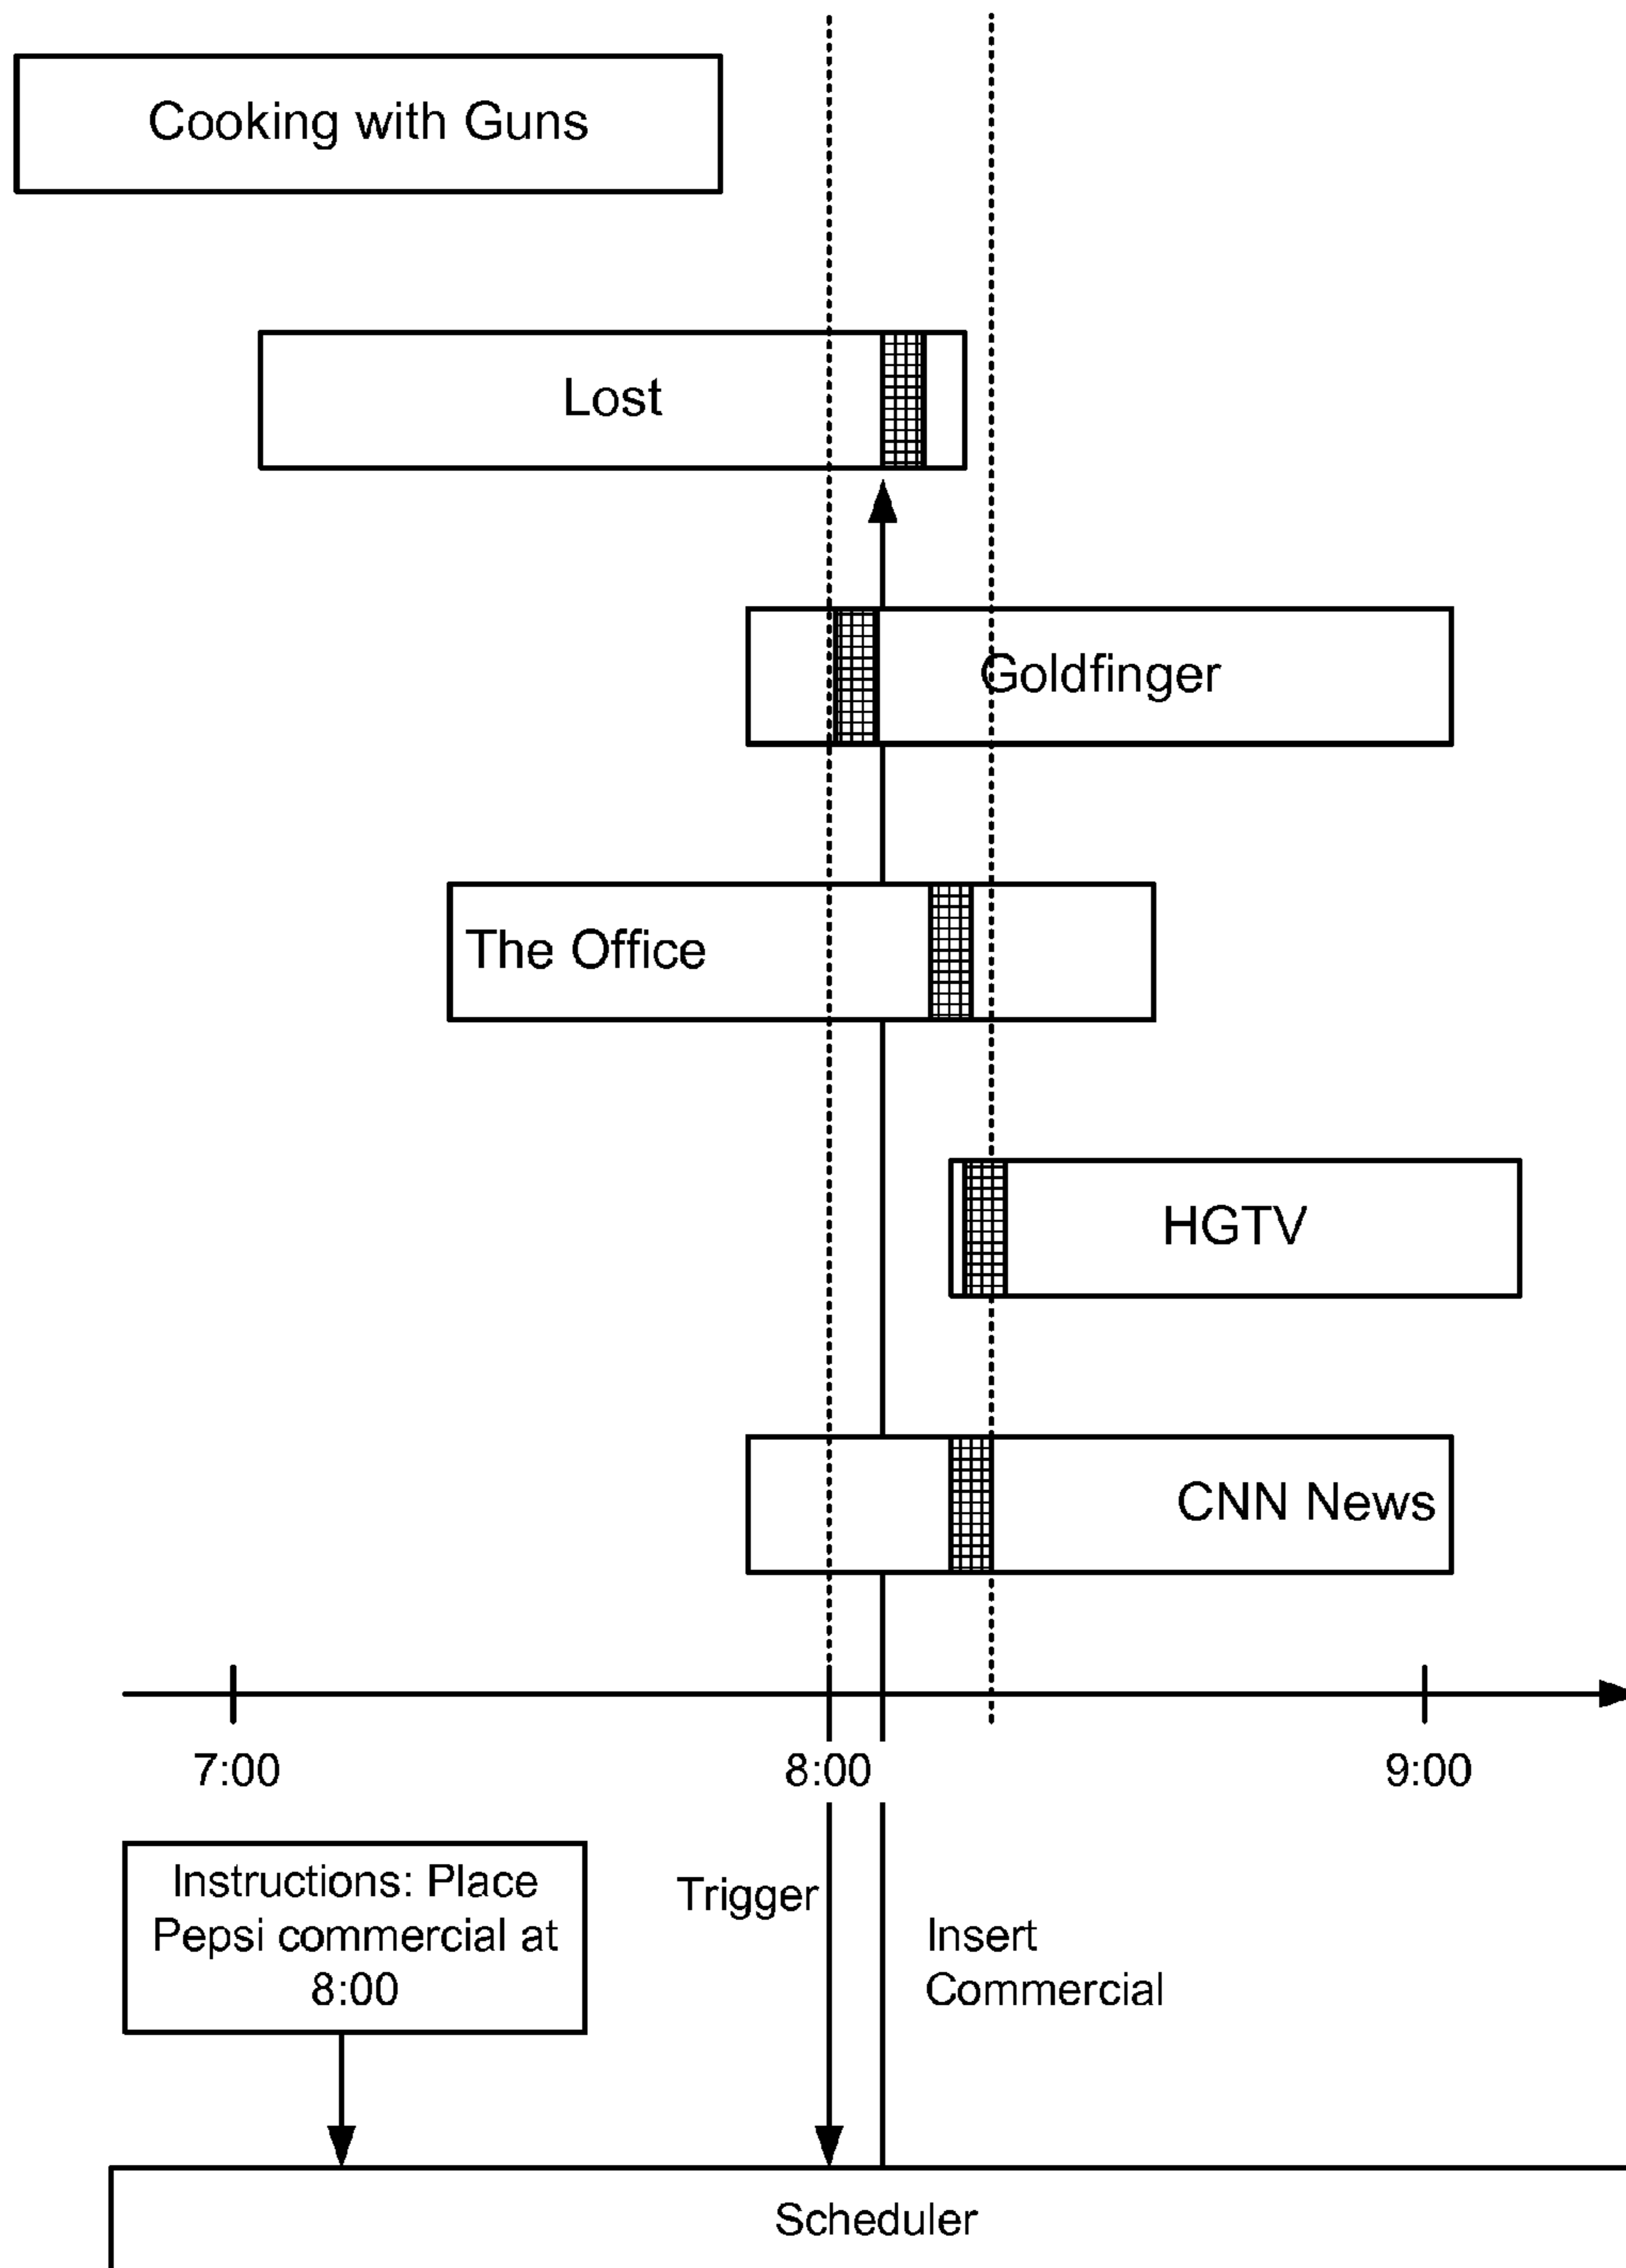 Cooking with Guns
Lost
Goldfinger
The Office
HGTV
CNN News
7:00
8:00
9:00
Instructions: Place
Pepsi commercial at
8:00
Trigger
Insert
Commercial
Scheduler